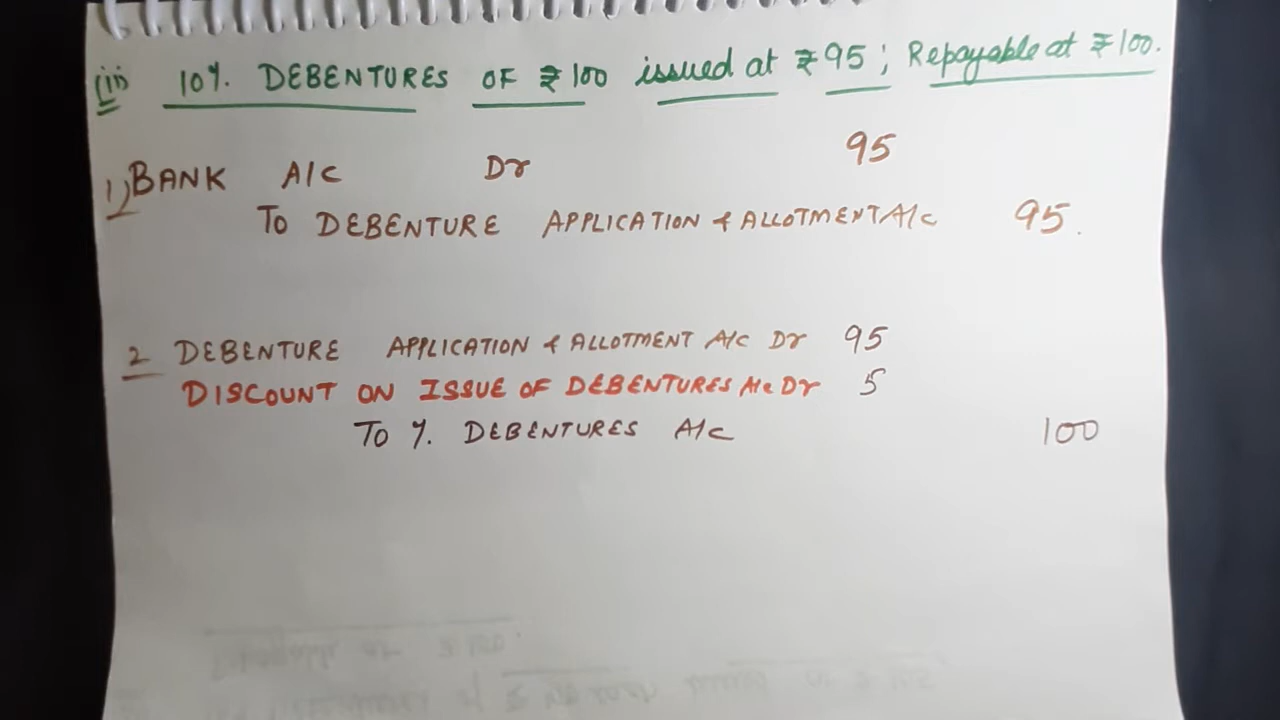 (ii) 10% DEBENTURES OF ₹100 issued at ₹95; Repayable at ₹100.
1) BANK A/C Dr 95
To DEBENTURE APPLICATION & ALLOTMENT A/c 95.
2 DEBENTURE APPLICATION & ALLOTMENT A/c Dr 95
DISCOUNT ON ISSUE OF DEBENTURES A/c Dr 5
To %. DEBENTURES A/C 100